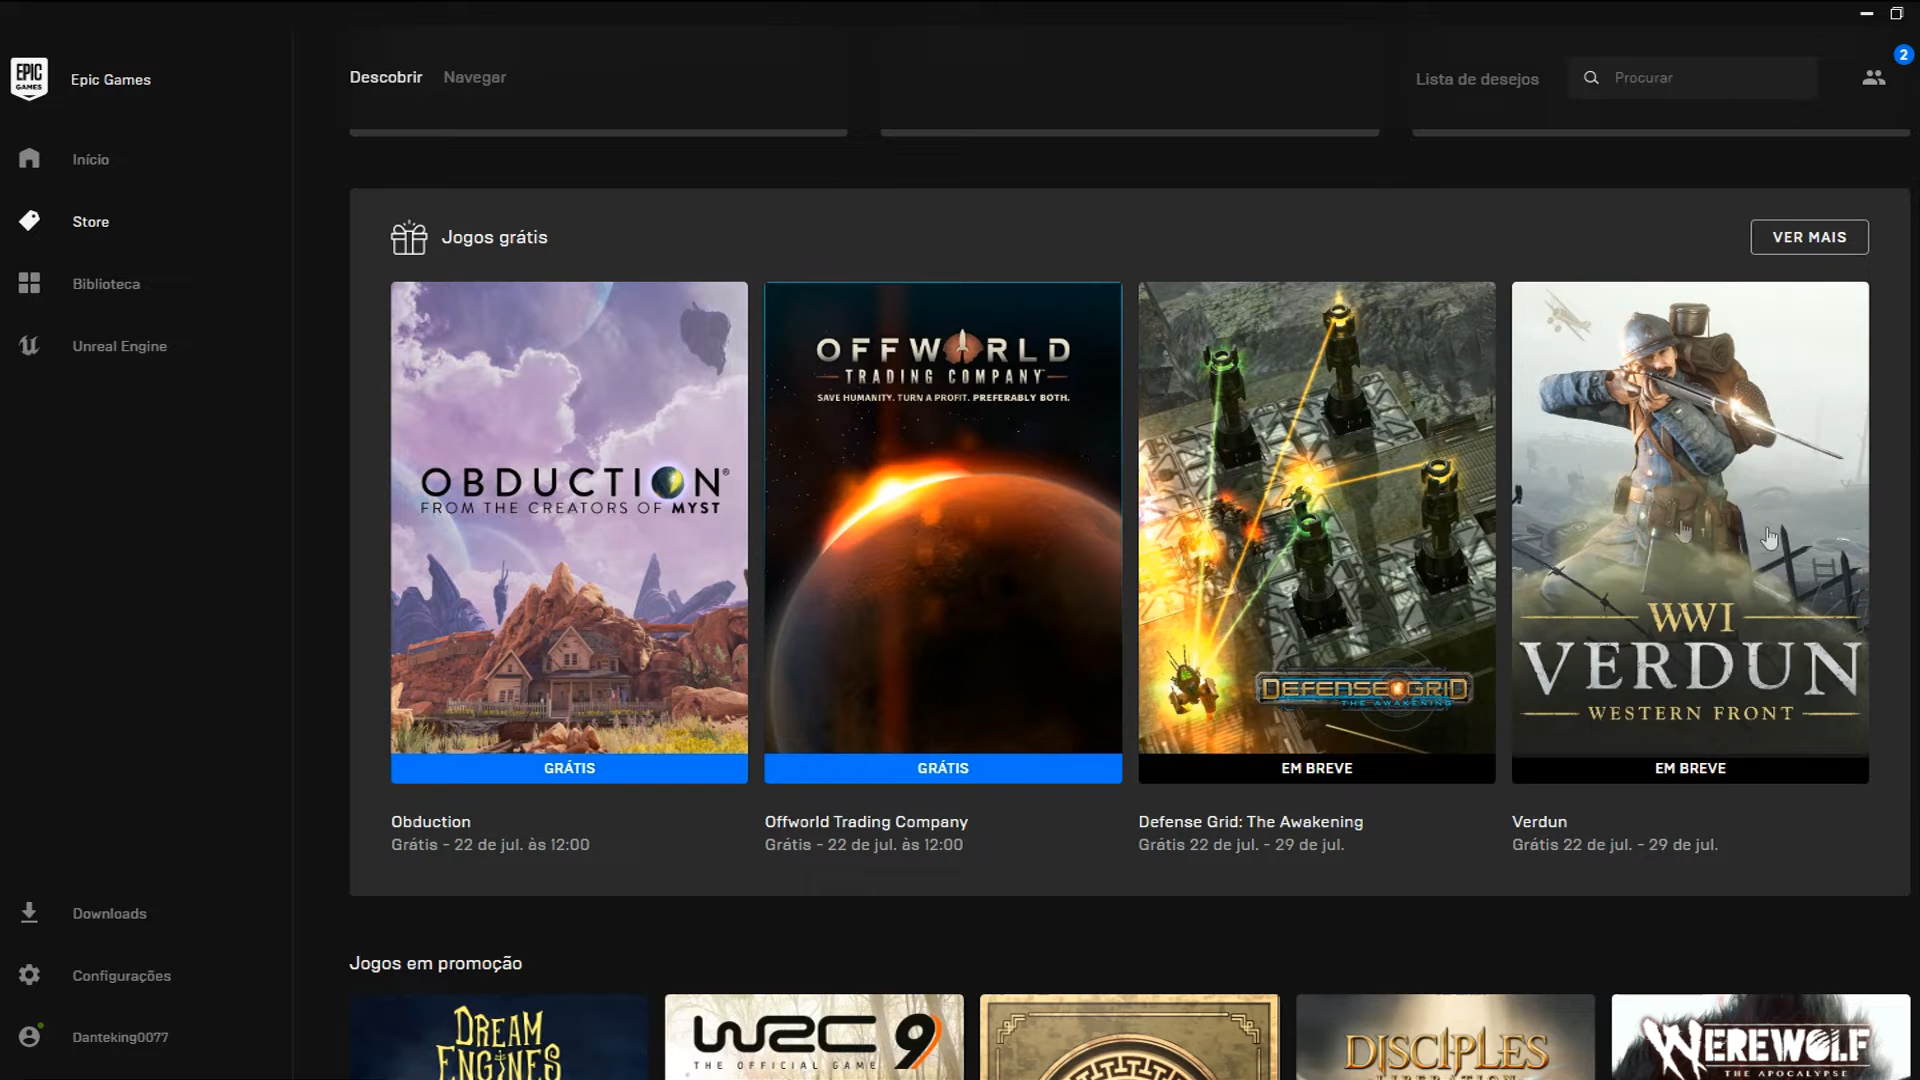 EPIC
GAMES
Epic Games
Descobrir
Navegar
Lista de desejos
Procurar
2
Início
Store
Biblioteca
Unreal Engine
Jogos grátis
VER MAIS
OBDUCTION®
FROM THE CREATORS OF MYST
GRÁTIS
Obduction
Grátis - 22 de jul. às 12:00
OFFWORLD
TRADING COMPANY
SAVE HUMANITY. TURN A PROFIT. PREFERABLY BOTH.
GRÁTIS
Offworld Trading Company
Grátis - 22 de jul. às 12:00
DEFENSE GRID
THE AWAKENING
EM BREVE
Defense Grid: The Awakening
Grátis 22 de jul. - 29 de jul.
WWI
VERDUN
WESTERN FRONT
EM BREVE
Verdun
Grátis 22 de jul. - 29 de jul.
Downloads
Configurações
Danteking0077
Jogos em promoção
DREAM
ENGINES
WRC 9
THE OFFICIAL GAME
DISCIPLES
LIBERATION
WEREWOLF
THE APOCALYPSE